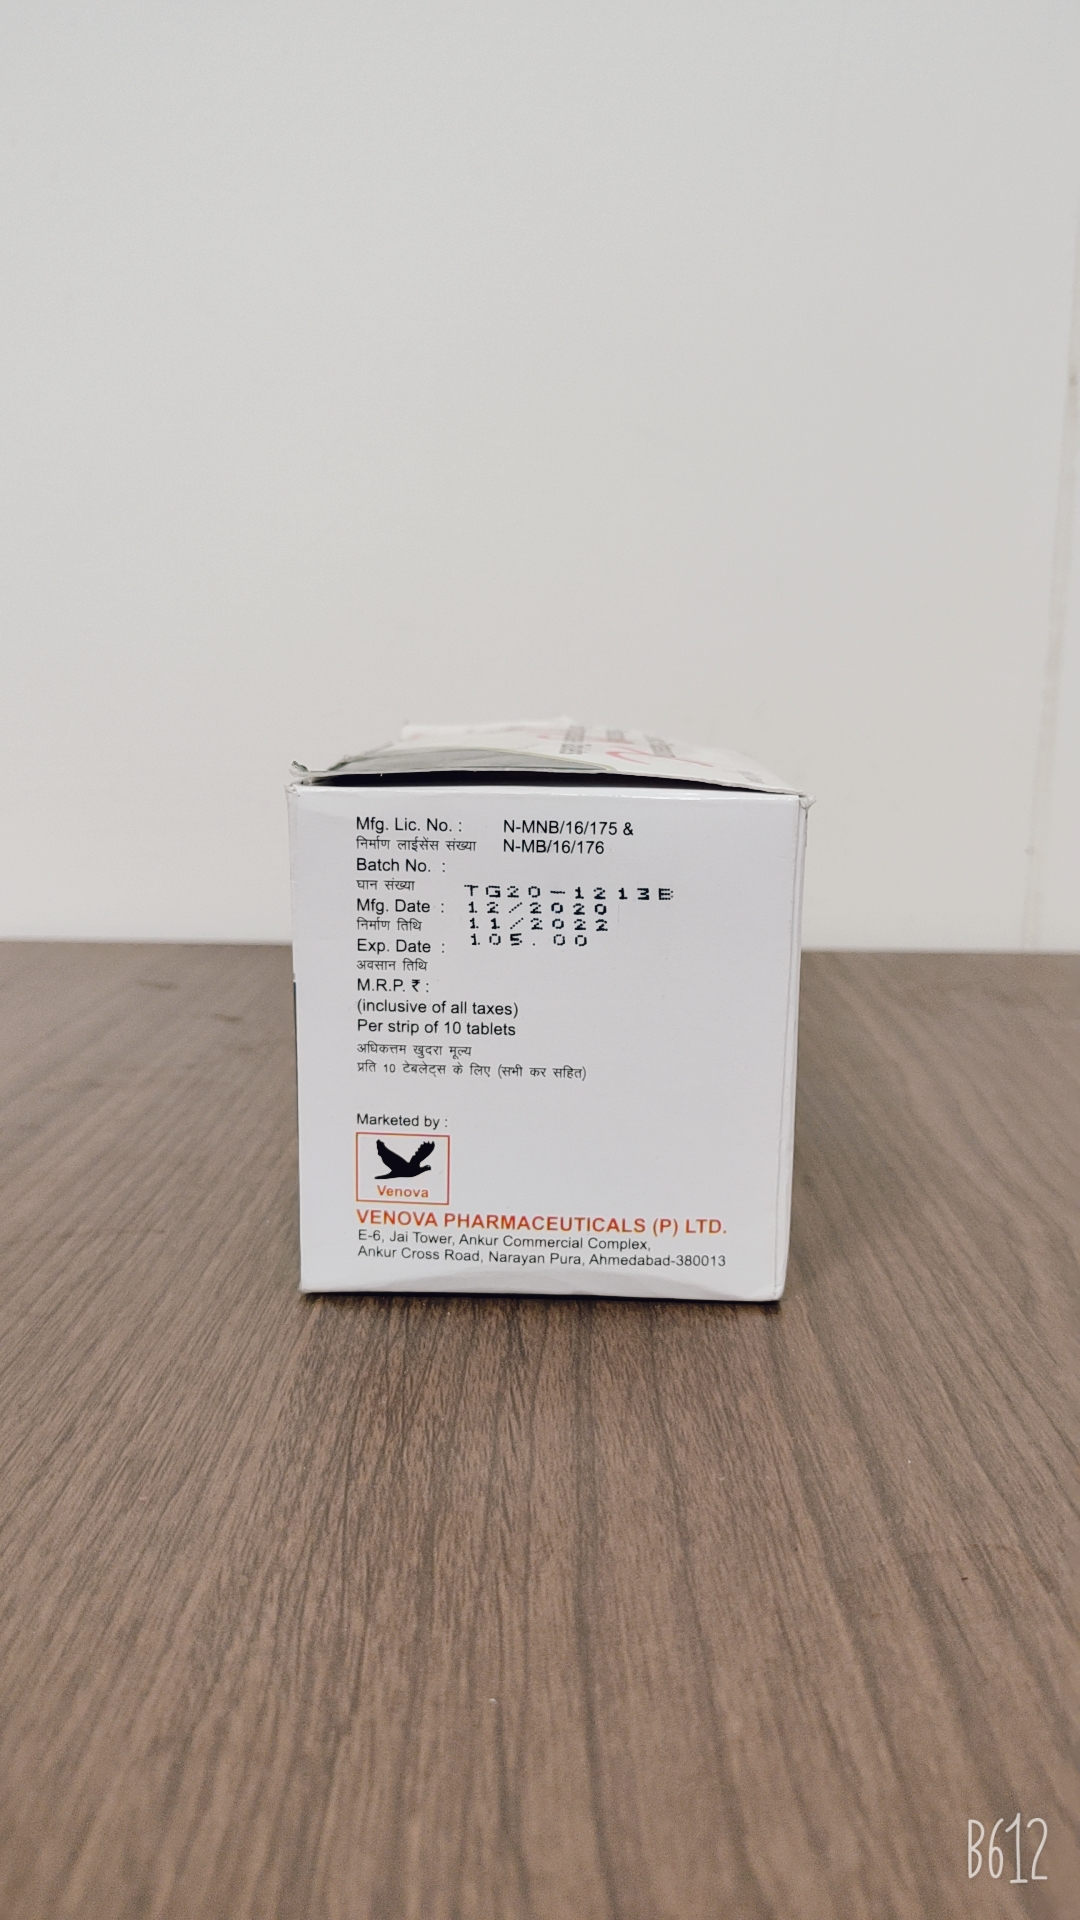 Mfg. Lic. No. : N-MNB/16/175 &
निर्माण लाईसेंस संख्या N-MB/16/176
Batch No. :
घान संख्या TG20-1213E
Mfg. Date : 12/2020
निर्माण तिथि 11/2022
Exp. Date : 105.00
अवसान तिथि
M.R.P. ₹ :
(inclusive of all taxes)
Per strip of 10 tablets
अधिकत्तम खुदरा मूल्य
प्रति 10 टेबलेट्स के लिए (सभी कर सहित)
Marketed by :
Venova
VENOVA PHARMACEUTICALS (P) LTD.
E-6, Jai Tower, Ankur Commercial Complex,
Ankur Cross Road, Narayan Pura, Ahmedabad-380013
B612